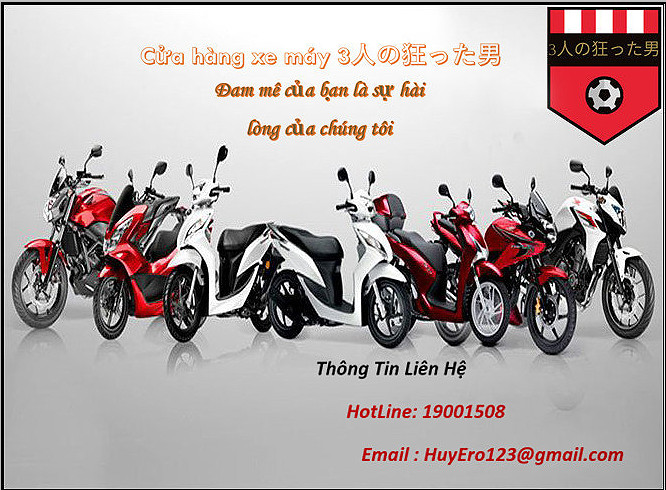 Cửa hàng xe máy 3人の狂った男
3人の狂った男
Đam mê của bạn là sự hài
lòng của chúng tôi
Thông Tin Liên Hệ
HotLine: 19001508
Email : HuyEro123@gmail.com